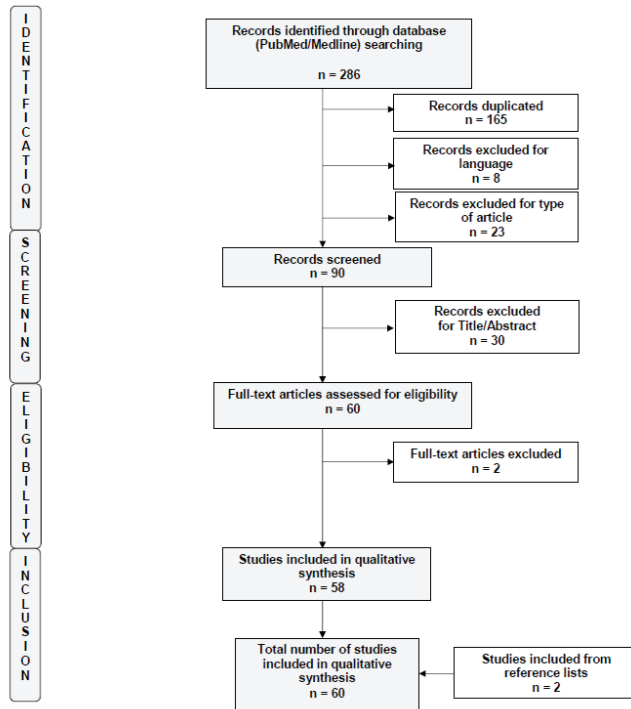 IDENTIFICATION
Records identified through database
(PubMed/Medline) searching
n = 286
Records duplicated
n = 165
Records excluded for
language
n = 8
Records excluded for type
of article
n = 23
SCREENING
Records screened
n = 90
Records excluded
for Title/Abstract
n = 30
ELIGIBILITY
Full-text articles assessed for eligibility
n = 60
Full-text articles excluded
n = 2
INCLUSION
Studies included in qualitative
synthesis
n = 58
Total number of studies
included in qualitative
synthesis
n = 60
Studies included from
reference lists
n = 2